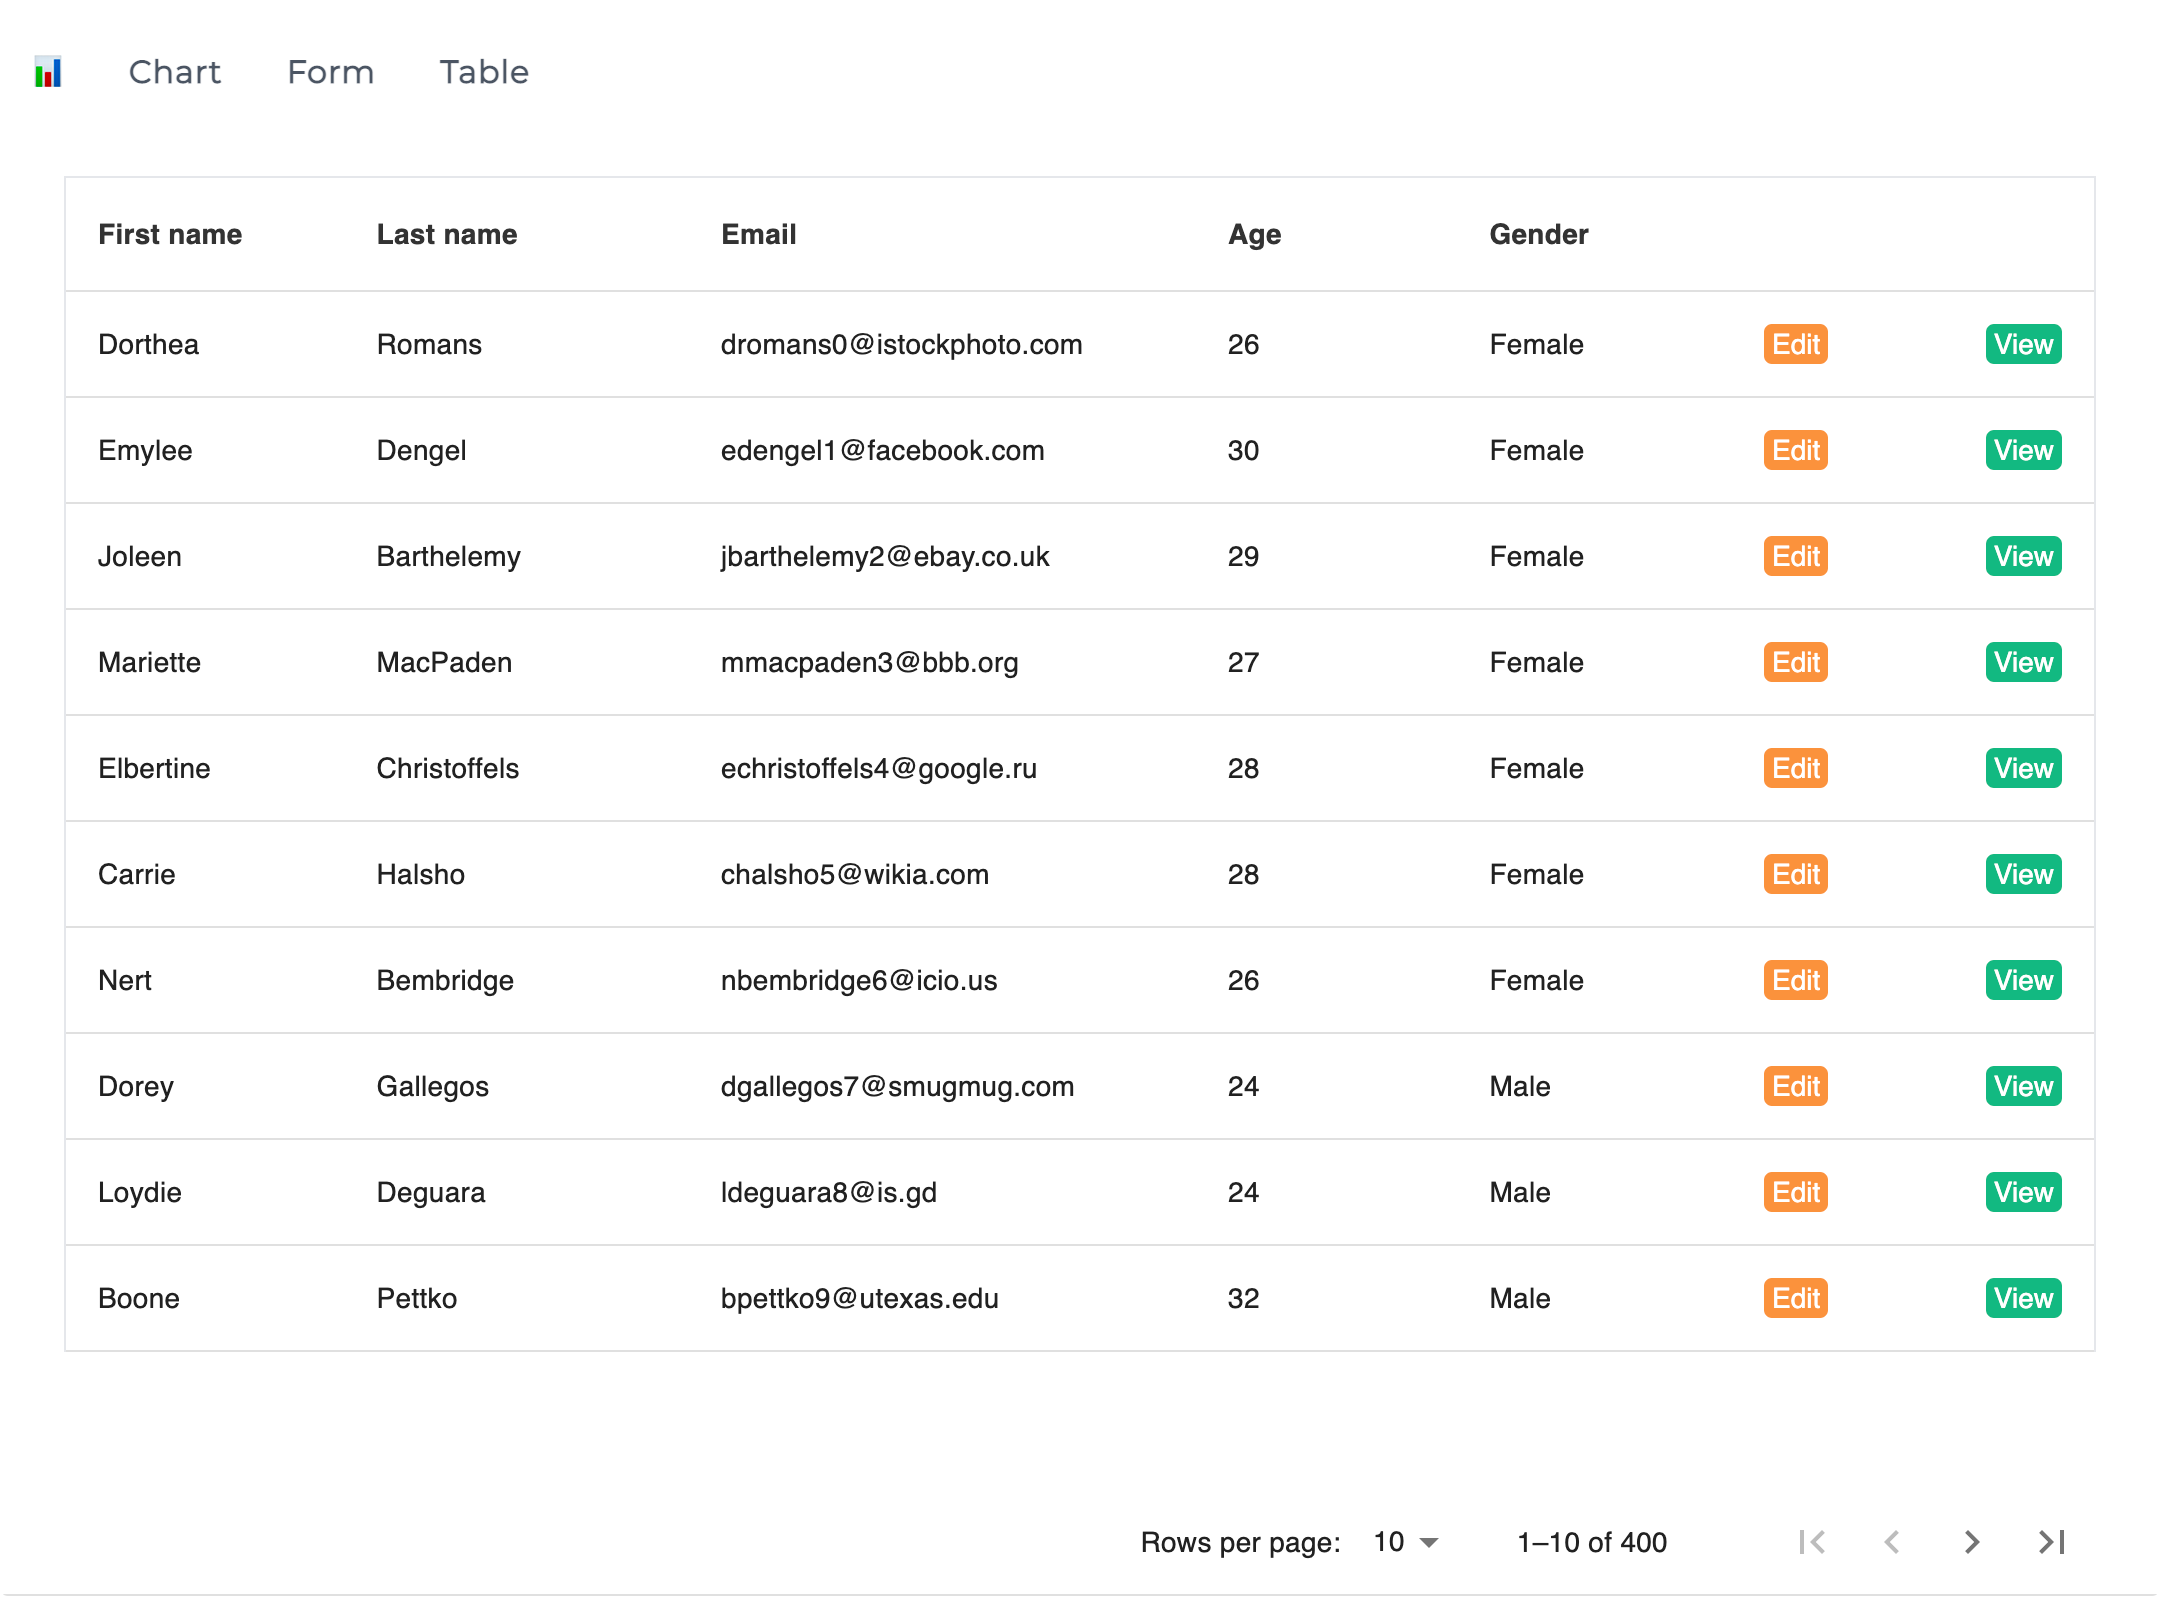 Chart Form Table
First name Last name Email Age Gender
Dorthea Romans dromans0@istockphoto.com 26 Female Edit View
Emylee Dengel edengel1@facebook.com 30 Female Edit View
Joleen Barthelemy jbarthelemy2@ebay.co.uk 29 Female Edit View
Mariette MacPaden mmacpaden3@bbb.org 27 Female Edit View
Elbertine Christoffels echristoffels4@google.ru 28 Female Edit View
Carrie Halsho chalsho5@wikia.com 28 Female Edit View
Nert Bembridge nbembridge6@icio.us 26 Female Edit View
Dorey Gallegos dgallegos7@smugmug.com 24 Male Edit View
Loydie Deguara ldeguara8@is.gd 24 Male Edit View
Boone Pettko bpettko9@utexas.edu 32 Male Edit View
Rows per page: 10 1–10 of 400